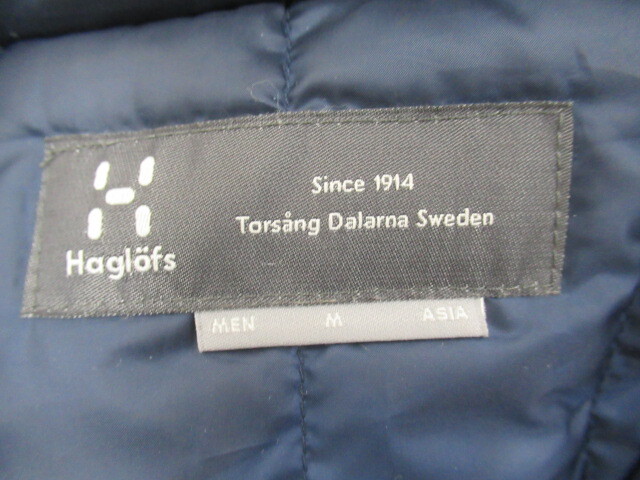 Haglöfs
Since 1914
Torsång Dalarna Sweden
MEN M ASIA